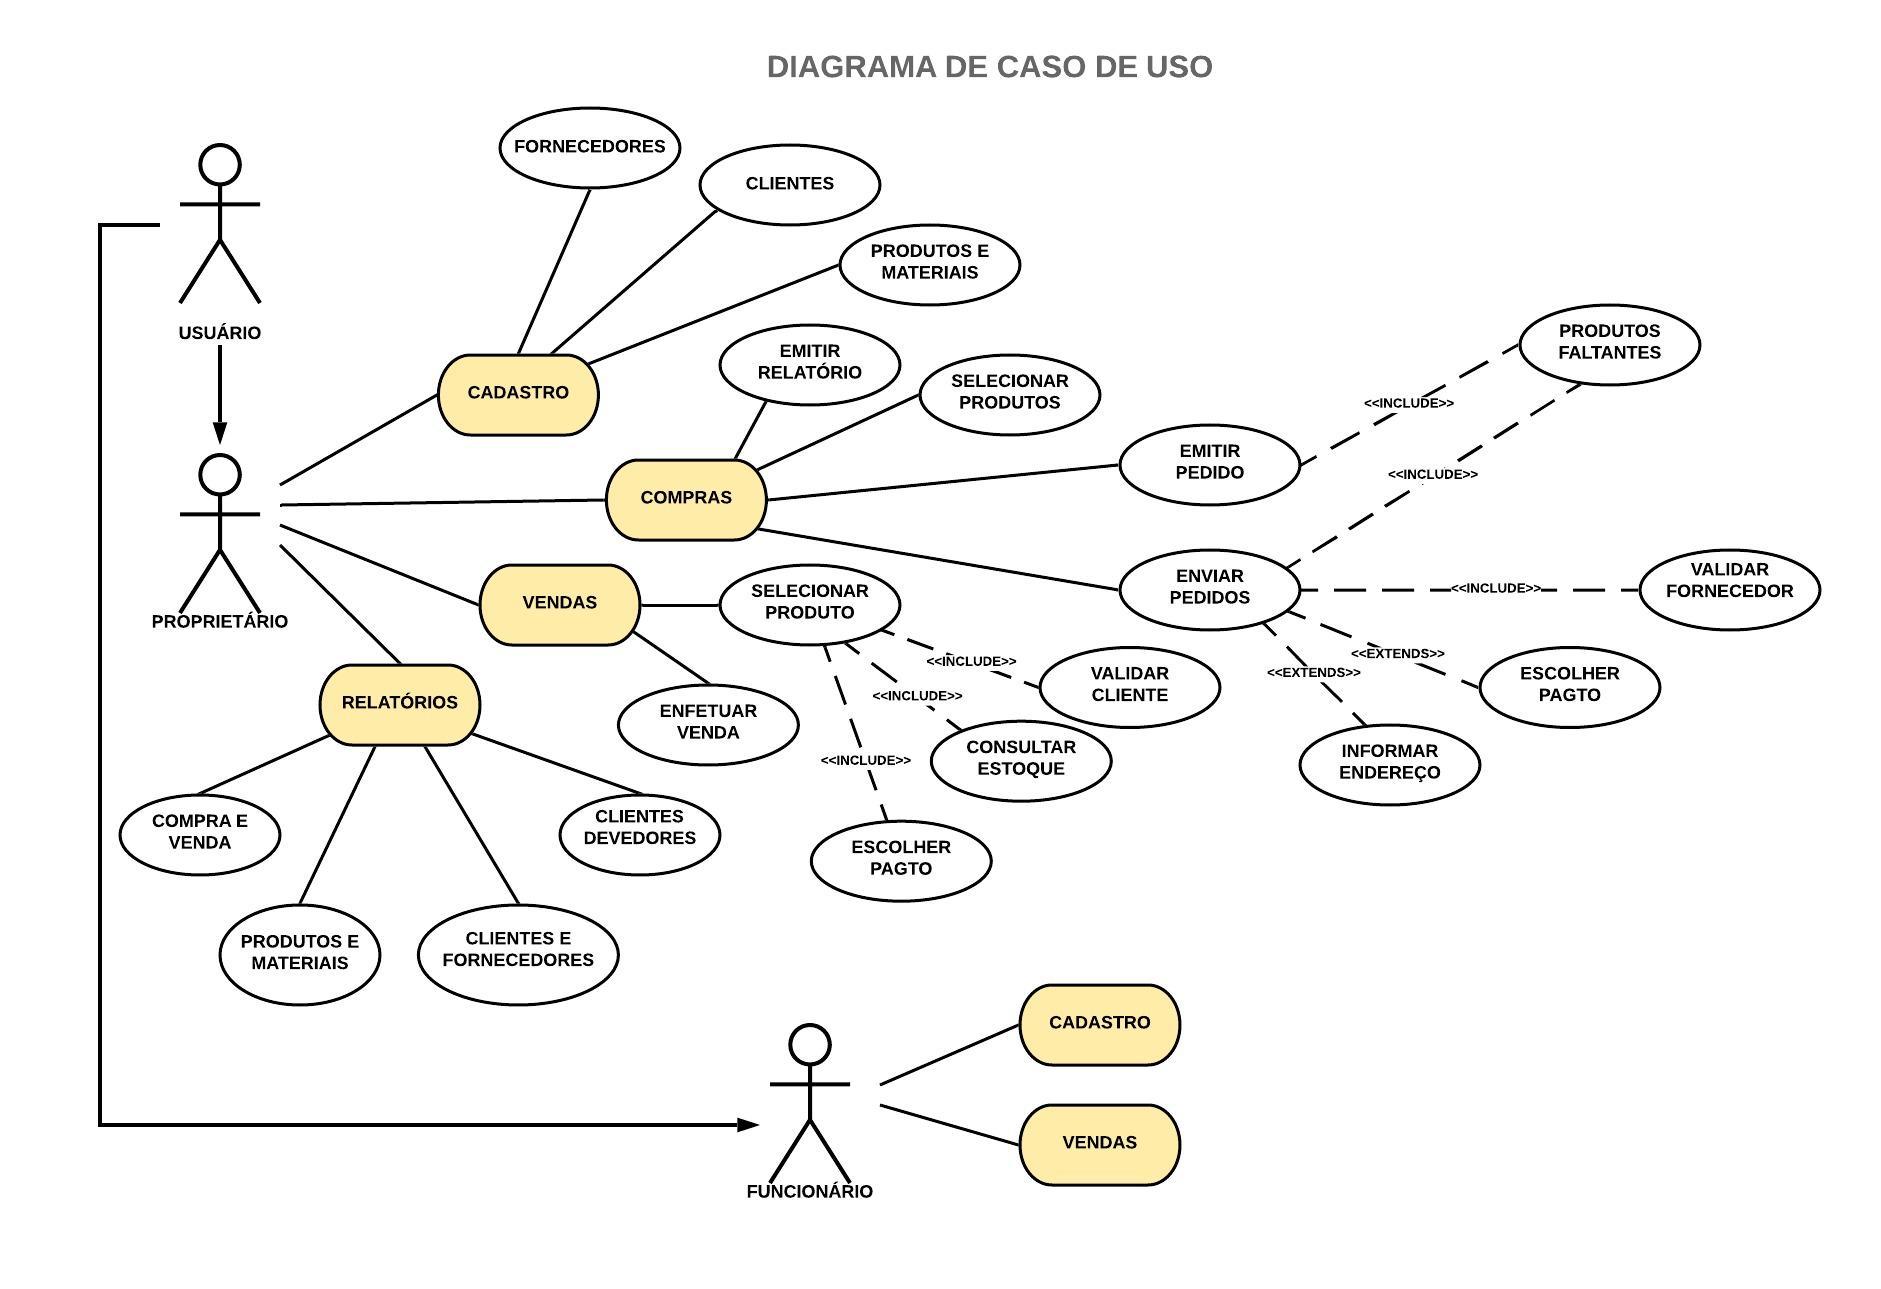 DIAGRAMA DE CASO DE USO
FORNECEDORES
CLIENTES
PRODUTOS E
MATERIAIS
USUÁRIO
EMITIR
RELATÓRIO
SELECIONAR
PRODUTOS
PRODUTOS
FALTANTES
CADASTRO
<<INCLUDE>>
EMITIR
PEDIDO
<<INCLUDE>>
COMPRAS
PROPRIETÁRIO
VENDAS
SELECIONAR
PRODUTO
ENVIAR
PEDIDOS
<<INCLUDE>>
VALIDAR
FORNECEDOR
<<INCLUDE>>
<<EXTENDS>>
<<EXTENDS>>
VALIDAR
CLIENTE
ESCOLHER
PAGTO
<<INCLUDE>>
RELATÓRIOS
ENFETUAR
VENDA
CONSULTAR
ESTOQUE
INFORMAR
ENDEREÇO
<<INCLUDE>>
COMPRA E
VENDA
CLIENTES
DEVEDORES
ESCOLHER
PAGTO
PRODUTOS E
MATERIAIS
CLIENTES E
FORNECEDORES
CADASTRO
VENDAS
FUNCIONÁRIO